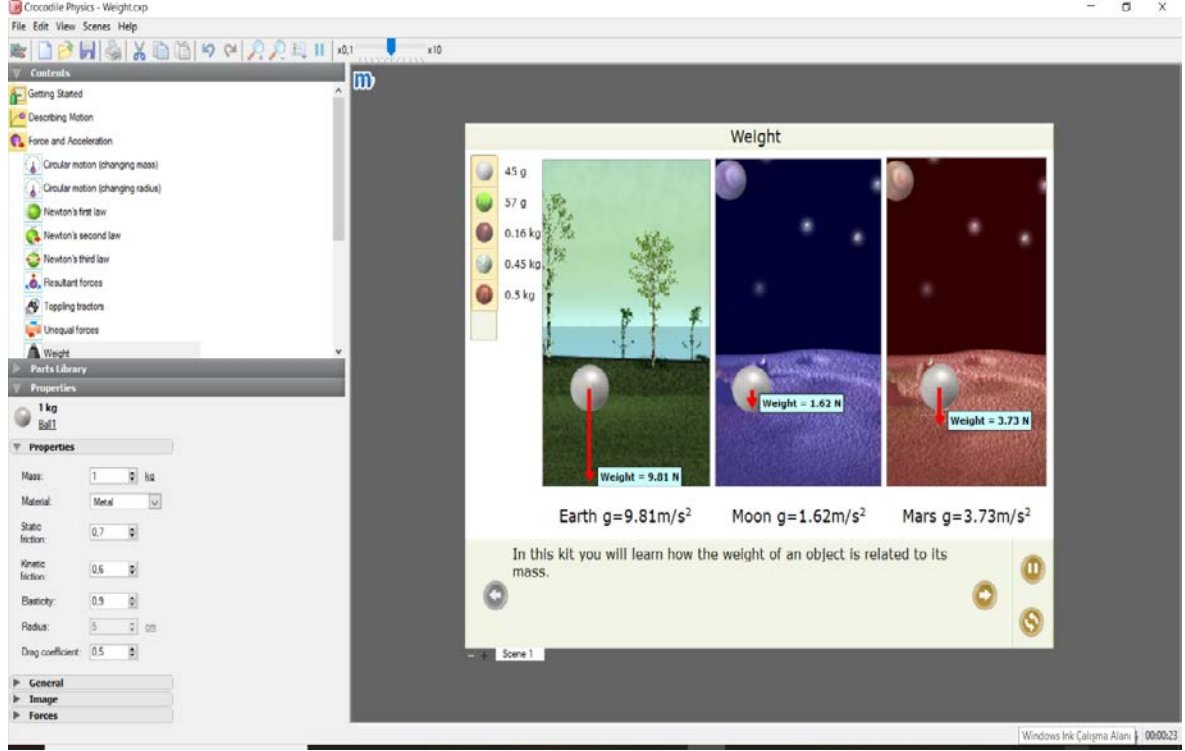 Crocodile Physics - Weight.cxp
File Edit View Scenes Help
x0,1
x10
Contents
Getting Started
Describing Motion
Force and Acceleration
Circular motion (changing mass)
Circular motion (changing radius)
Newton's first law
Newton's second law
Newton's third law
Resultant forces
Toppling tractors
Unequal forces
Weight
Parts Library
Properties
1 kg
Ball1
Properties
Mass: 1 kg
Material: Metal
Static friction: 0,7
Kinetic friction: 0,6
Elasticity: 0,9
Radius: 5 cm
Drag coefficient: 0,5
General
Image
Forces
m
Weight
45 g
57 g
0.16 kg
0.45 kg
0.5 kg
Weight = 9.81 N
Weight = 1.62 N
Weight = 3.73 N
Earth g=9.81m/s²
Moon g=1.62m/s²
Mars g=3.73m/s²
In this kit you will learn how the weight of an object is related to its
mass.
Scene 1
Windows Ink Çalışma Alanı
00:00:23